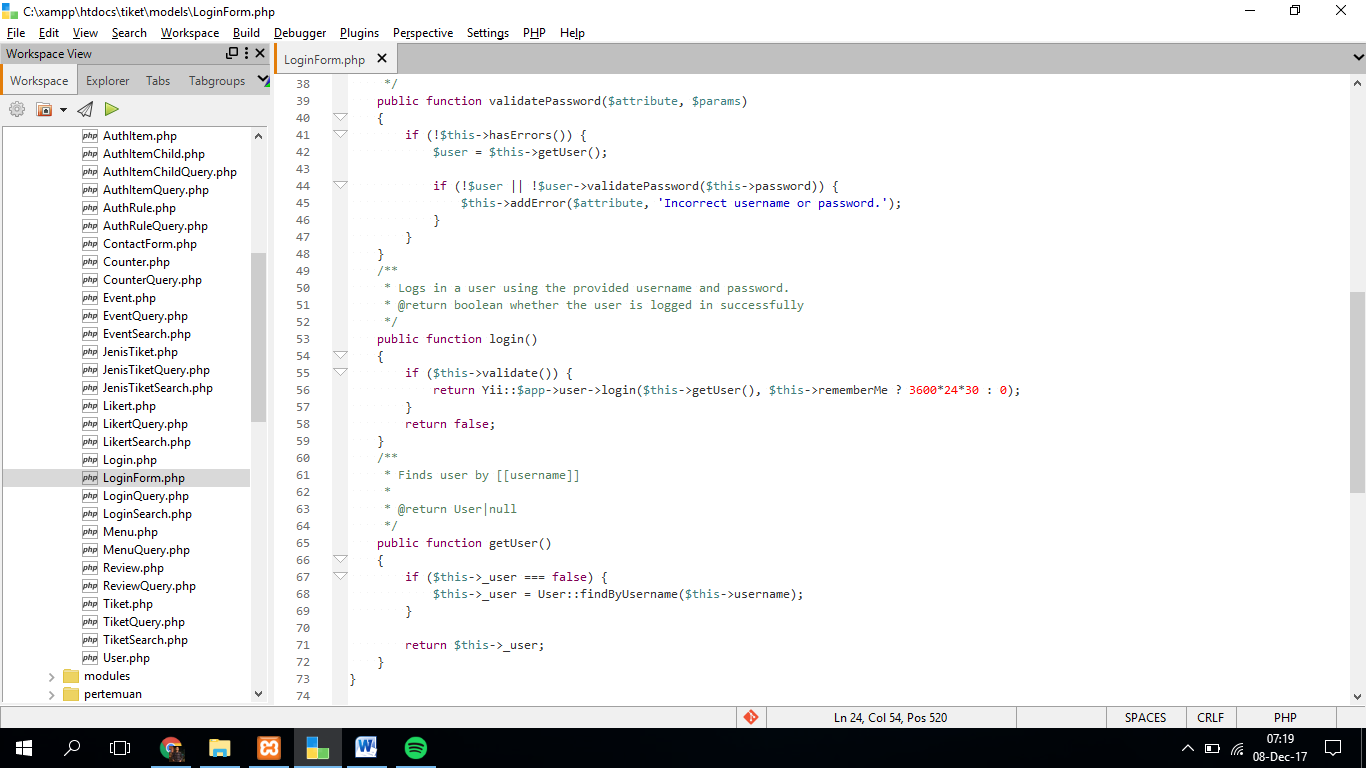 C:\xampp\htdocs\tiket\models\LoginForm.php
File Edit View Search Workspace Build Debugger Plugins Perspective Settings PHP Help
Workspace View
Workspace Explorer Tabs Tabgroups
AuthItem.php
AuthItemChild.php
AuthItemChildQuery.php
AuthItemQuery.php
AuthRule.php
AuthRuleQuery.php
ContactForm.php
Counter.php
CounterQuery.php
Event.php
EventQuery.php
EventSearch.php
JenisTiket.php
JenisTiketQuery.php
JenisTiketSearch.php
Likert.php
LikertQuery.php
LikertSearch.php
Login.php
LoginForm.php
LoginQuery.php
LoginSearch.php
Menu.php
MenuQuery.php
Review.php
ReviewQuery.php
Tiket.php
TiketQuery.php
TiketSearch.php
User.php
modules
pertemuan
LoginForm.php
38 */
39 public function validatePassword($attribute, $params)
40 {
41 if (!$this->hasErrors()) {
42 $user = $this->getUser();
43
44 if (!$user || !$user->validatePassword($this->password)) {
45 $this->addError($attribute, 'Incorrect username or password.');
46 }
47 }
48 }
49 /**
50 * Logs in a user using the provided username and password.
51 * @return boolean whether the user is logged in successfully
52 */
53 public function login()
54 {
55 if ($this->validate()) {
56 return Yii::$app->user->login($this->getUser(), $this->rememberMe ? 3600*24*30 : 0);
57 }
58 return false;
59 }
60 /**
61 * Finds user by [[username]]
62 *
63 * @return User|null
64 */
65 public function getUser()
66 {
67 if ($this->_user === false) {
68 $this->_user = User::findByUsername($this->username);
69 }
70
71 return $this->_user;
72 }
73 }
74
Ln 24, Col 54, Pos 520 SPACES CRLF PHP
07:19
08-Dec-17